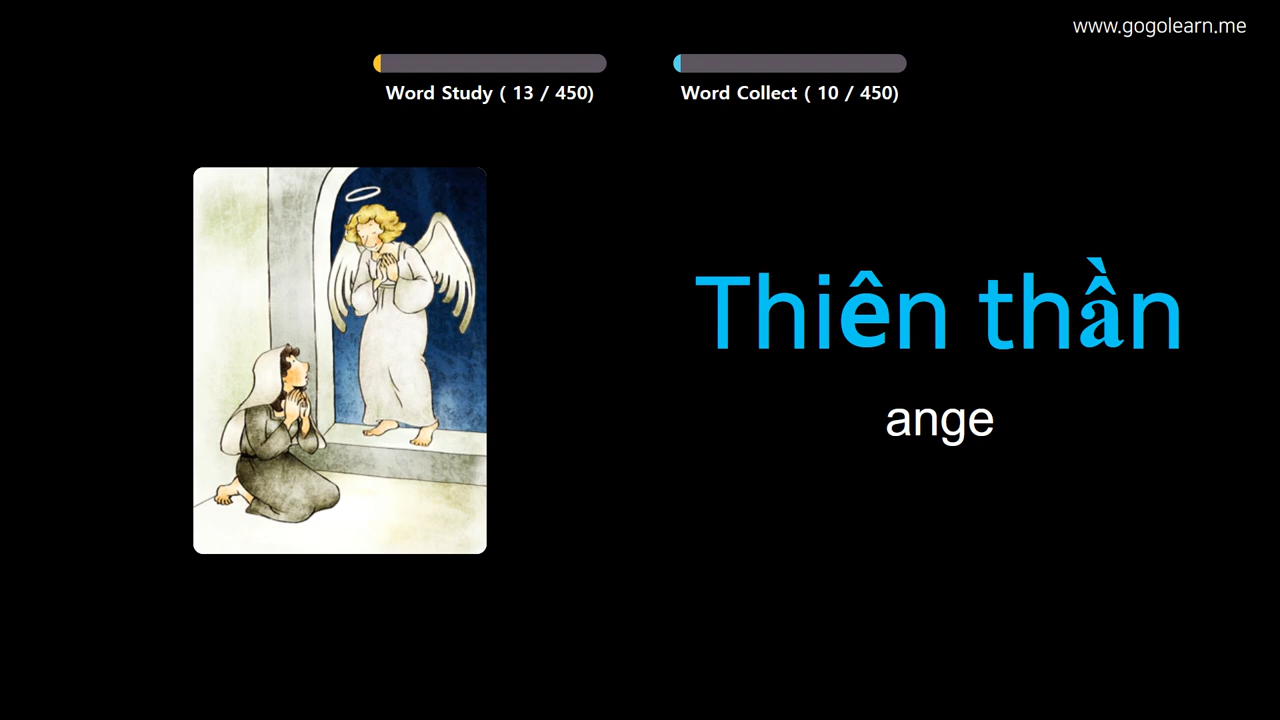 www.gogolearn.me
Word Study ( 13 / 450)
Word Collect ( 10 / 450)
Thiên thần
ange